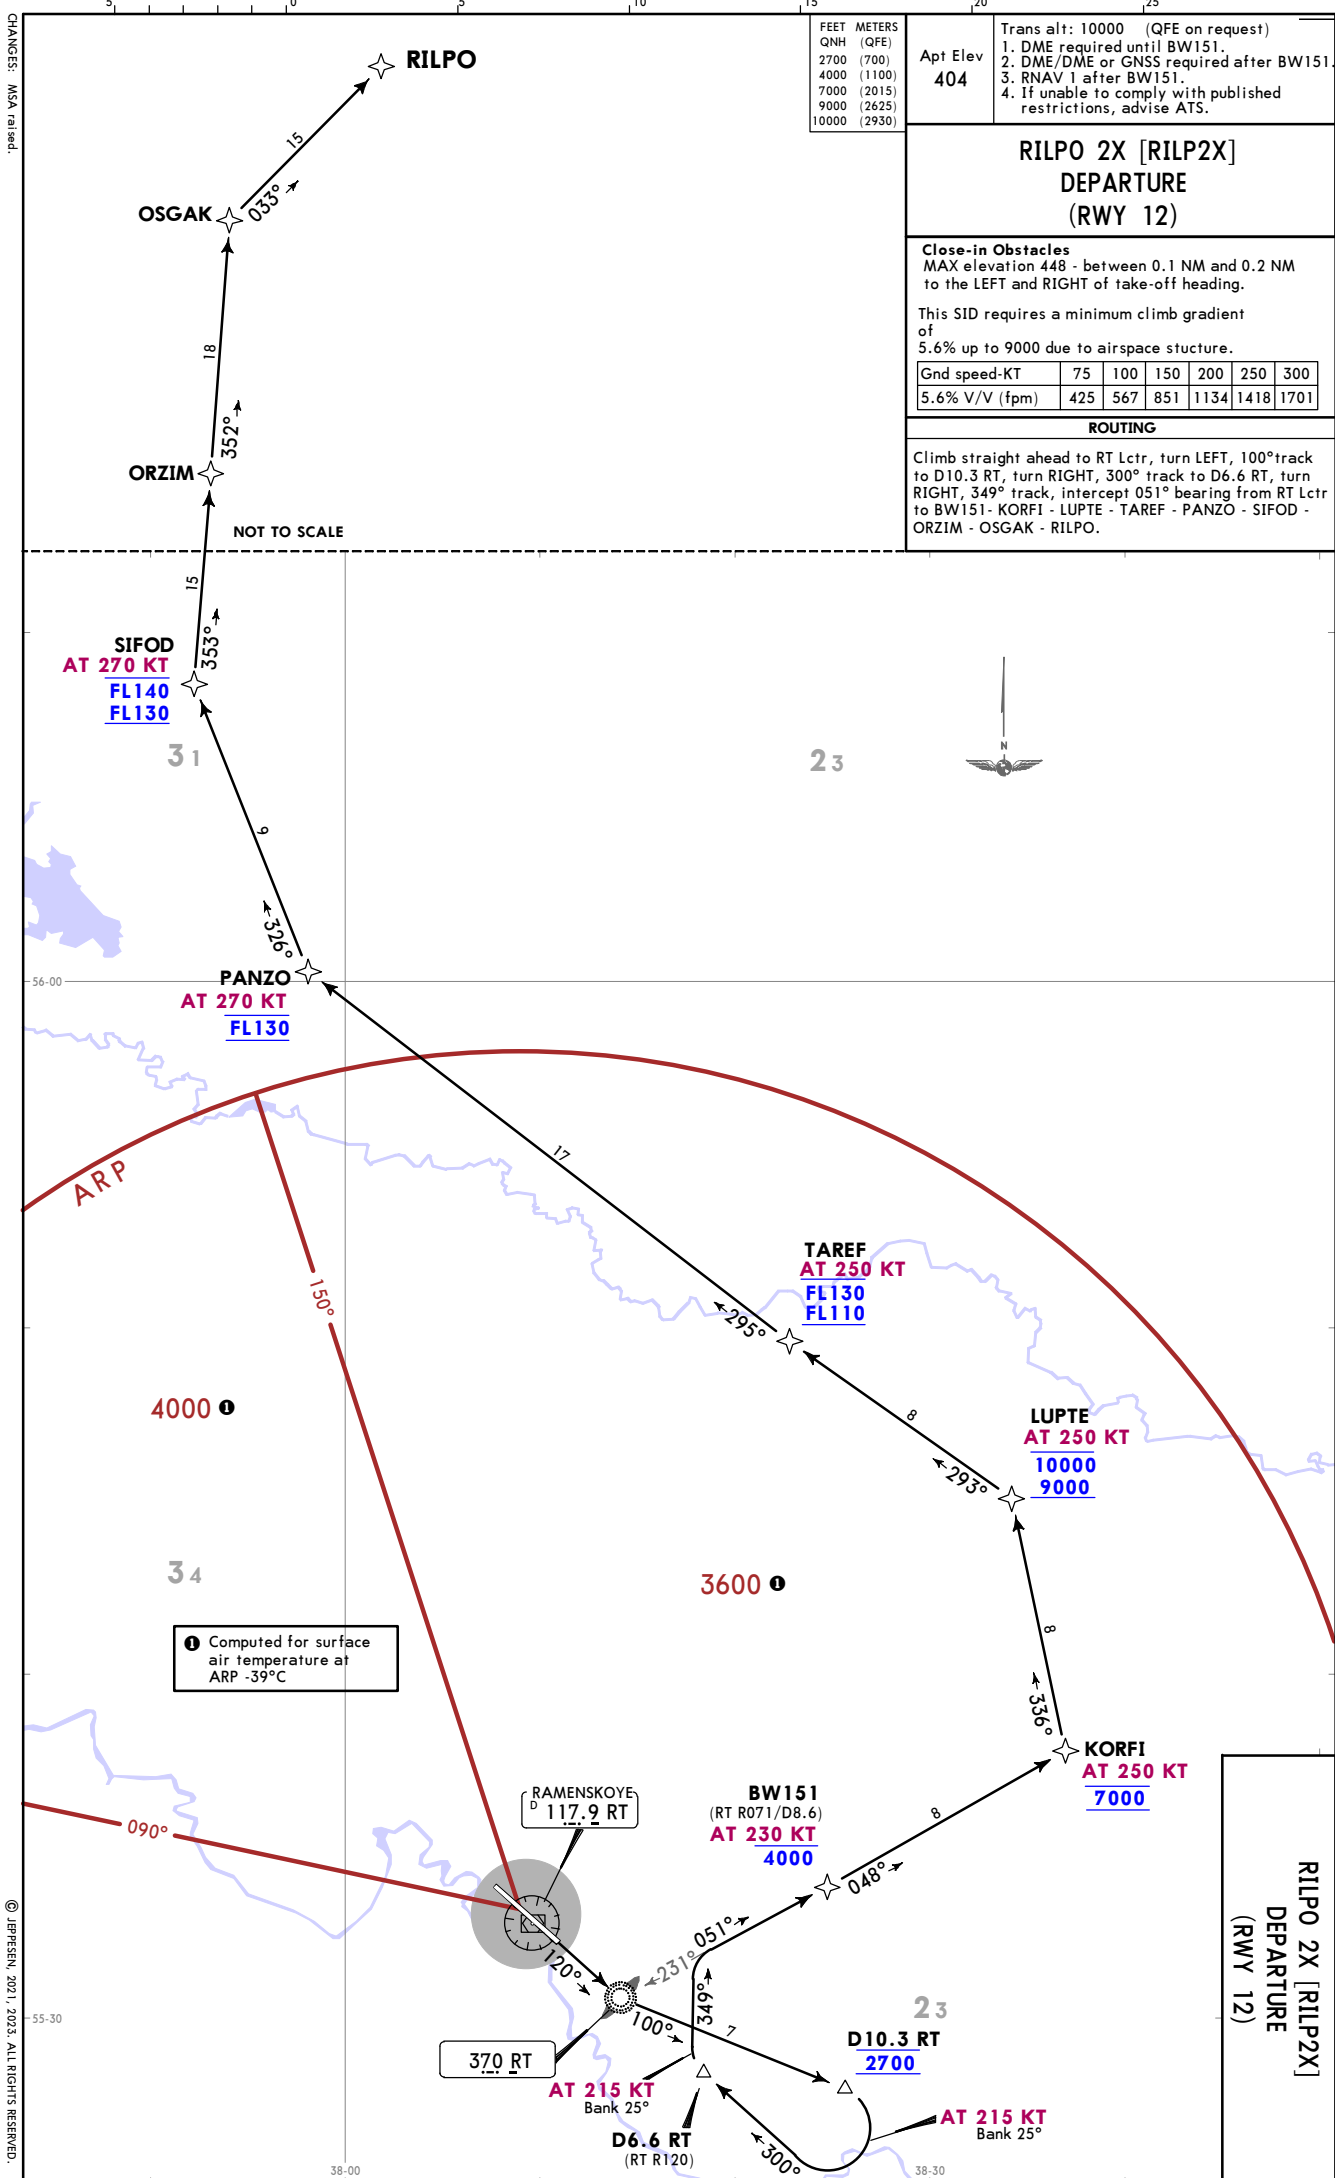 5 0 5 10 15 20 25
CHANGES: MSA raised.
FEET METERS
QNH (QFE)
2700 (700)
4000 (1100)
7000 (2015)
9000 (2625)
10000 (2930)
Apt Elev
404
Trans alt: 10000 (QFE on request)
1. DME required until BW151.
2. DME/DME or GNSS required after BW151.
3. RNAV 1 after BW151.
4. If unable to comply with published
restrictions, advise ATS.
RILPO 2X [RILP2X]
DEPARTURE
(RWY 12)
Close-in Obstacles
MAX elevation 448 - between 0.1 NM and 0.2 NM
to the LEFT and RIGHT of take-off heading.
This SID requires a minimum climb gradient
of
5.6% up to 9000 due to airspace stucture.
Gnd speed-KT 75 100 150 200 250 300
5.6% V/V (fpm) 425 567 851 1134 1418 1701
ROUTING
Climb straight ahead to RT Lctr, turn LEFT, 100°track
to D10.3 RT, turn RIGHT, 300° track to D6.6 RT, turn
RIGHT, 349° track, intercept 051° bearing from RT Lctr
to BW151- KORFI - LUPTE - TAREF - PANZO - SIFOD -
ORZIM - OSGAK - RILPO.
RILPO
15
033°
OSGAK
18
352°
ORZIM
NOT TO SCALE
15
353°
SIFOD
AT 270 KT
FL140
FL130
31
23
N
9
326°
PANZO
AT 270 KT
FL130
56-00
ARP
17
150°
TAREF
AT 250 KT
FL130
FL110
295°
4000 ❶
8
LUPTE
AT 250 KT
10000
9000
293°
34
3600 ❶
❶ Computed for surface
air temperature at
ARP -39°C
8
336°
KORFI
AT 250 KT
7000
RAMENSKOYE
D 117.9 RT
BW151
(RT R071/D8.6)
AT 230 KT
4000
8
048°
090°
051°
231°
120°
349°
100°
7
23
55-30
370 RT
D10.3 RT
2700
AT 215 KT
Bank 25°
AT 215 KT
Bank 25°
D6.6 RT
(RT R120)
300°
38-00
38-30
RILPO 2X [RILP2X]
DEPARTURE
(RWY 12)
© JEPPESEN, 2021, 2023. ALL RIGHTS RESERVED.